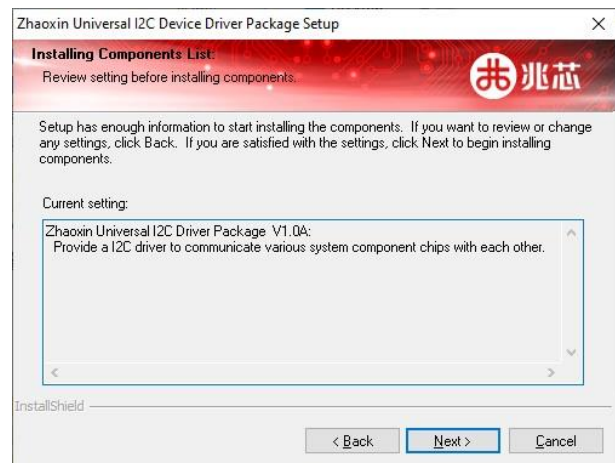 Zhaoxin Universal I2C Device Driver Package Setup
Installing Components List:
Review setting before installing components.
兆芯
Setup has enough information to start installing the components. If you want to review or change
any settings, click Back. If you are satisfied with the settings, click Next to begin installing
components.
Current setting:
Zhaoxin Universal I2C Driver Package V1.0A:
Provide a I2C driver to communicate various system component chips with each other.
InstallShield
< Back
Next >
Cancel